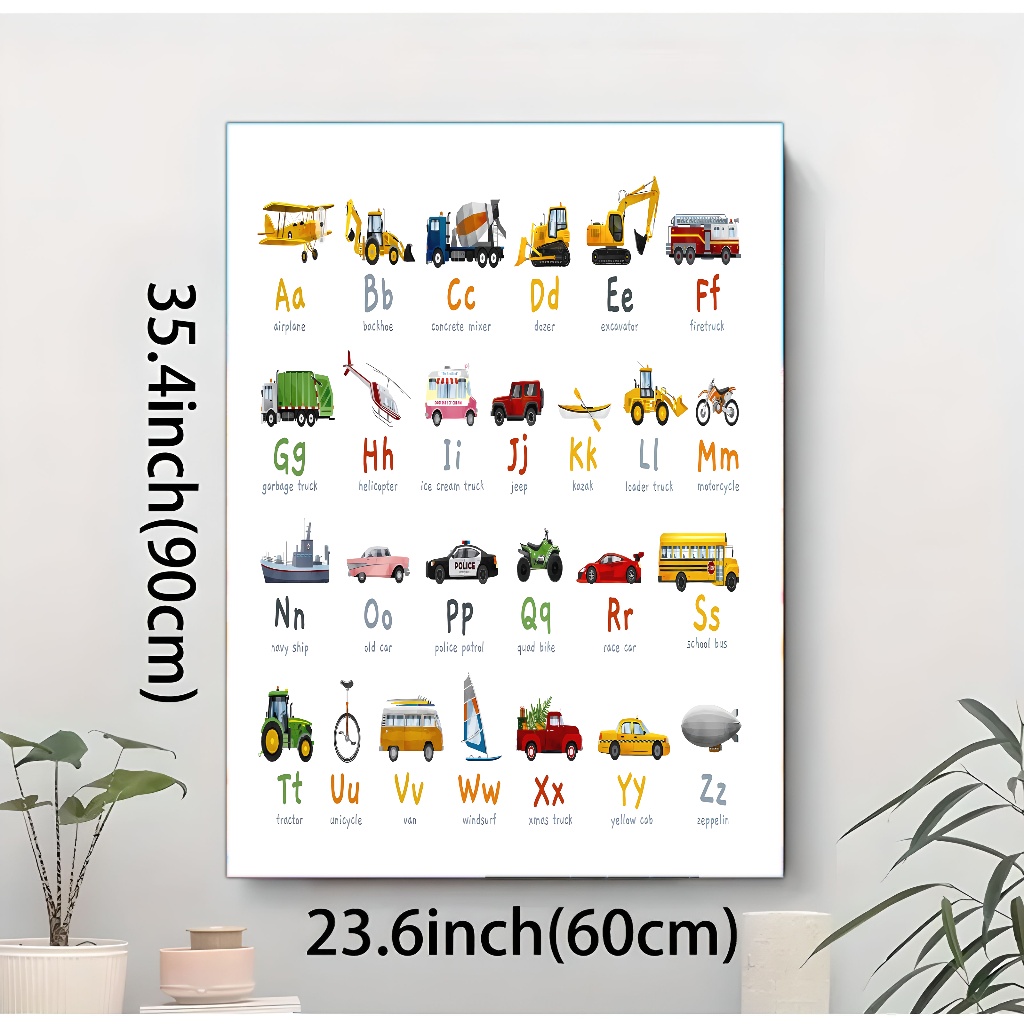 Aa Bb Cc Dd Ee Ff
airplane backhoe concrete mixer dozer excavator firetruck
Gg Hh Ii Jj Kk Ll Mm
garbage truck helicopter ice cream truck jeep kazak loader truck motorcycle
POLICE
Nn Oo Pp Qq Rr Ss
navy ship old car police patrol quad bike race car school bus
Tt Uu Vv Ww Xx Yy Zz
tractor unicycle van windsurf xmas truck yellow cab zeppelin
35.4inch(90cm)
23.6inch(60cm)